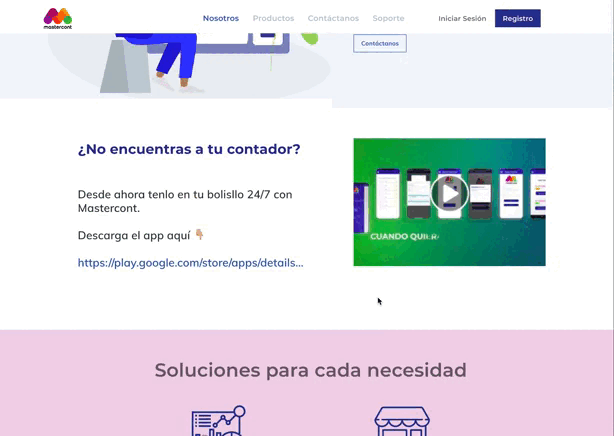 mastercont
Nosotros Productos Contáctanos Soporte Iniciar Sesión Registro
Contáctanos
¿No encuentras a tu contador?
Desde ahora tenlo en tu bolisllo 24/7 con
Mastercont.
Descarga el app aquí 👇🏼
https://play.google.com/store/apps/details...
CUANDO QUIER
Soluciones para cada necesidad